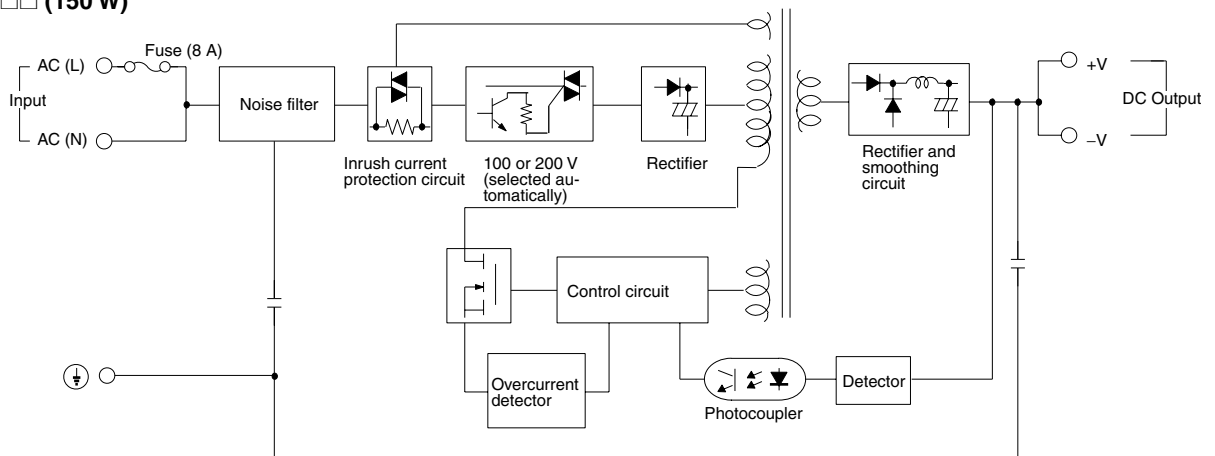 □□ (150 W)
Fuse (8 A)
AC (L)
Input
AC (N)
Noise filter
Inrush current
protection circuit
100 or 200 V
(selected au-
tomatically)
Rectifier
Rectifier and
smoothing
circuit
+V
DC Output
–V
Control circuit
Overcurrent
detector
Photocoupler
Detector